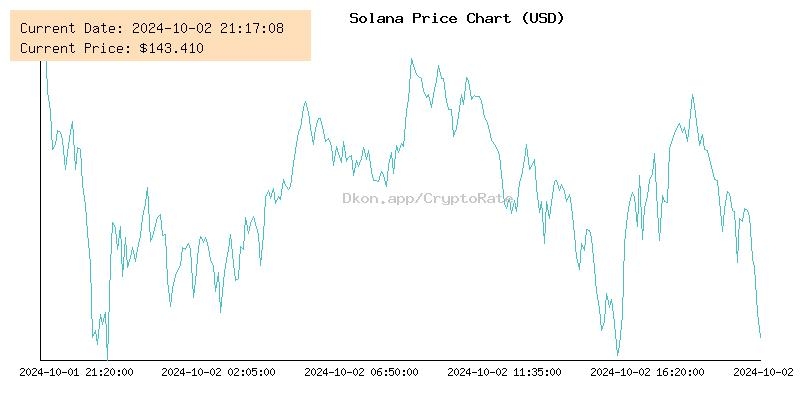 Solana Price Chart (USD)
Current Date: 2024-10-02 21:17:08
Current Price: $143.410
Dkon.app/CryptoRate
2024-10-01 21:20:00
2024-10-02 02:05:00
2024-10-02 06:50:00
2024-10-02 11:35:00
2024-10-02 16:20:00
2024-10-02